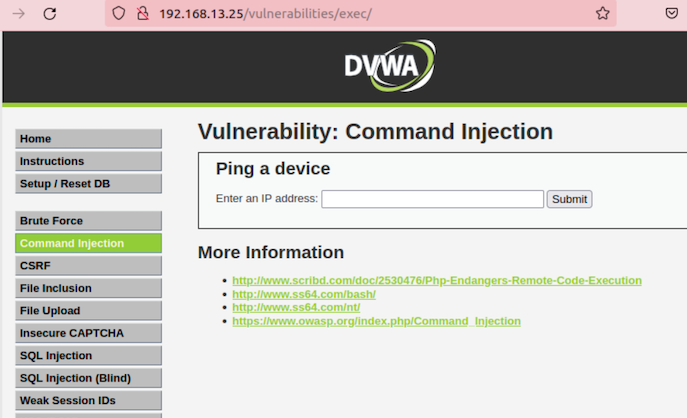 192.168.13.25/vulnerabilities/exec/
DVWA
Home
Instructions
Setup / Reset DB
Brute Force
Command Injection
CSRF
File Inclusion
File Upload
Insecure CAPTCHA
SQL Injection
SQL Injection (Blind)
Weak Session IDs
Vulnerability: Command Injection
Ping a device
Enter an IP address: Submit
More Information
http://www.scribd.com/doc/2530476/Php-Endangers-Remote-Code-Execution
http://www.ss64.com/bash/
http://www.ss64.com/nt/
https://www.owasp.org/index.php/Command_Injection